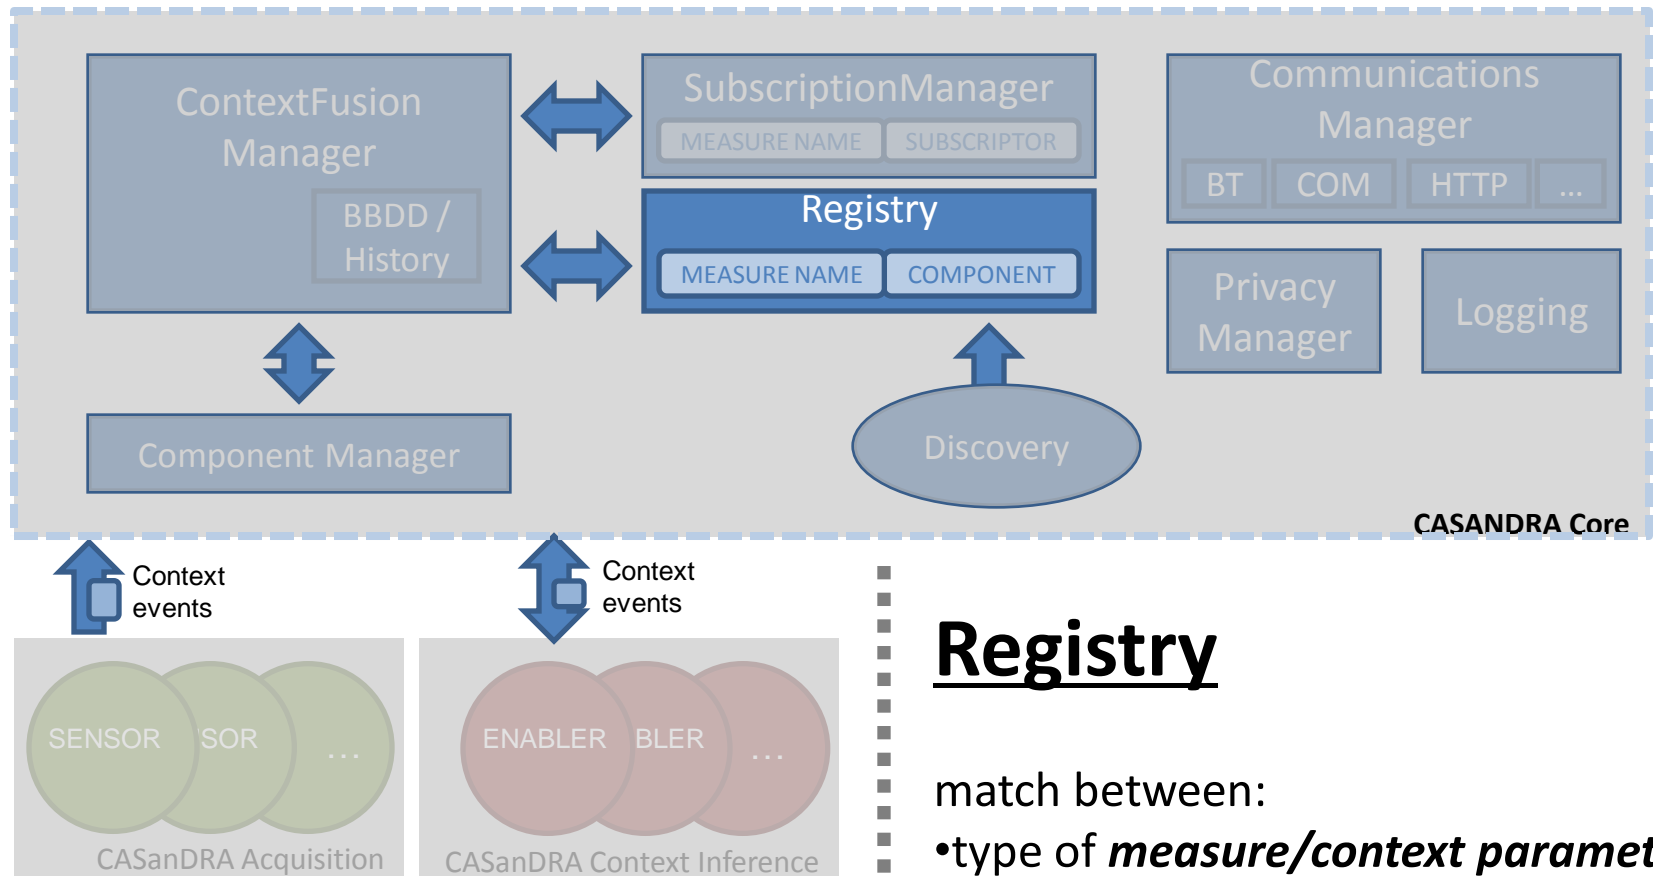 ContextFusion
Manager
BBDD /
History
SubscriptionManager
MEASURE NAME SUBSCRIPTOR
Registry
MEASURE NAME COMPONENT
Communications
Manager
BT COM HTTP ...
Privacy
Manager
Logging
Component Manager
Discovery
CASANDRA Core
Context
events
Context
events
SENSOR SOR ...
ENABLER BLER ...
CASanDRA Acquisition
CASanDRA Context Inference
Registry
match between:
•type of measure/context paramet